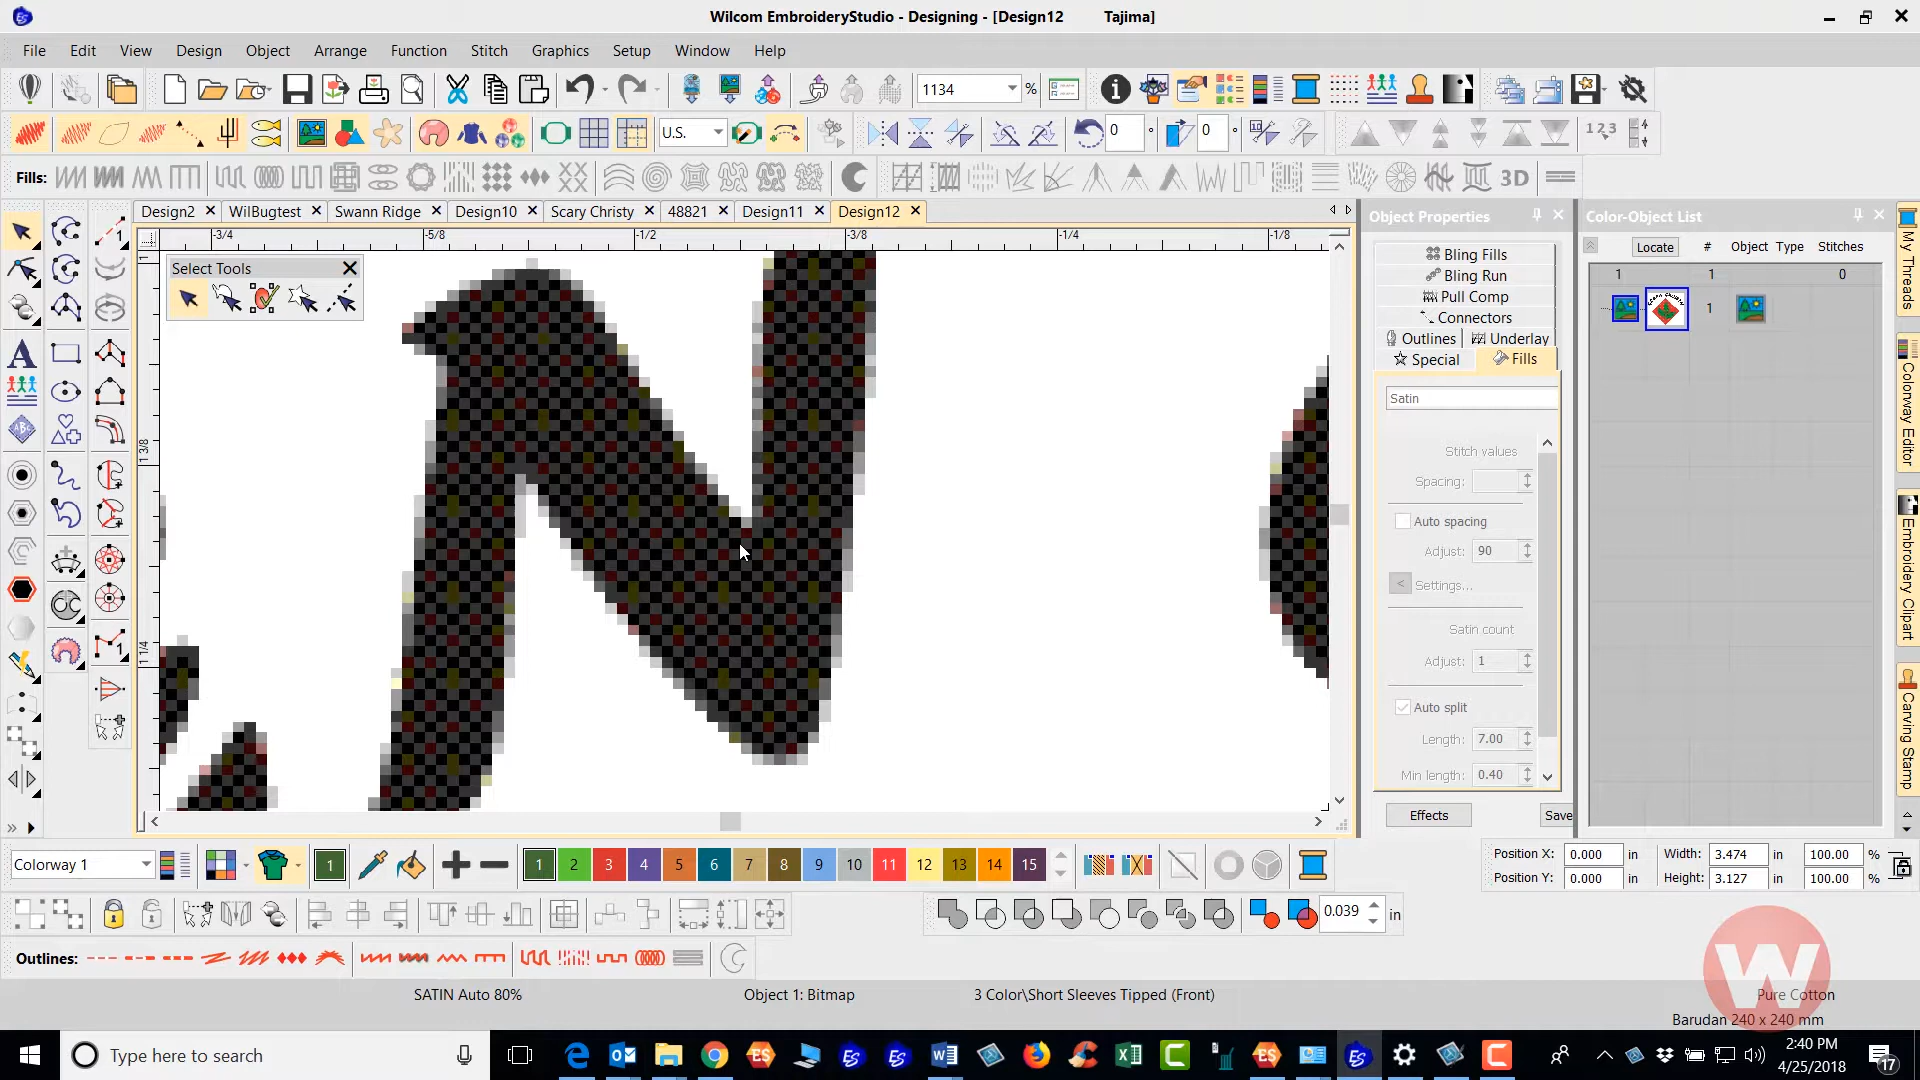 Wilcom EmbroideryStudio - Designing - [Design12 Tajima]
File Edit View Design Object Arrange Function Stitch Graphics Setup Window Help
1134 %
U.S. 0 ° 0 ° 1 2 3
Fills: 3D
Design2 WilBugtest Swann Ridge Design10 Scary Christy 48821 Design11 Design12
Object Properties
Color-Object List
-3/4 -5/8 -1/2 -3/8 -1/4 -1/8
Select Tools
1
1 3/8
1 1/4
Bling Fills
Bling Run
Pull Comp
Connectors
Outlines Underlay
Special Fills
Satin
Stitch values
Spacing:
Auto spacing
Adjust: 90
< Settings...
Satin count
Adjust: 1
Auto split
Length: 7.00
Min length: 0.40
Effects Save
Locate # Object Type Stitches
1 1 0
1
My Threads
Colorway Editor
Embroidery Clipart
Carving Stamp
Colorway 1 1 1 2 3 4 5 6 7 8 9 10 11 12 13 14 15
Position X: 0.000 in Width: 3.474 in 100.00 %
Position Y: 0.000 in Height: 3.127 in 100.00 %
0.039 in
Outlines:
SATIN Auto 80% Object 1: Bitmap 3 Color\Short Sleeves Tipped (Front)
W
Pure Cotton
Barudan 240 x 240 mm
Type here to search
2:40 PM
4/25/2018
17